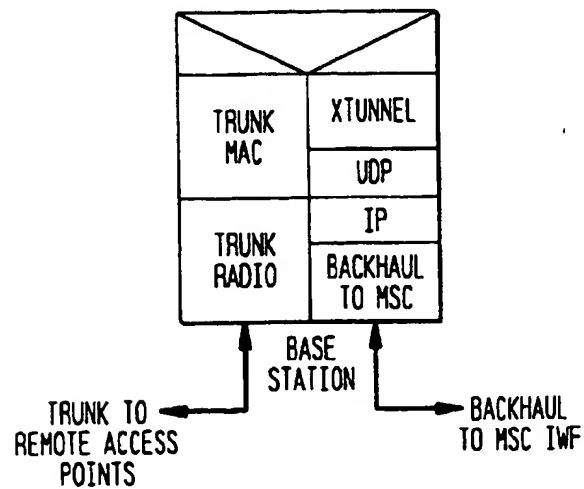 TRUNK
MAC
XTUNNEL
UDP
TRUNK
RADIO
IP
BACKHAUL
TO MSC
BASE
STATION
TRUNK TO
REMOTE ACCESS
POINTS
BACKHAUL
TO MSC IWF